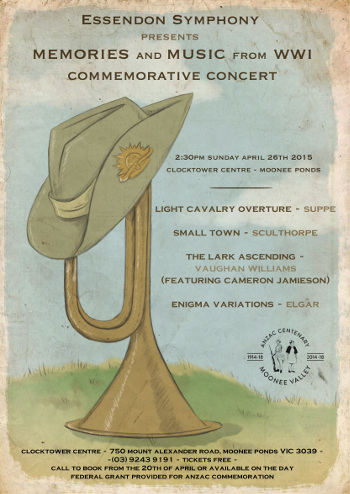 Essendon Symphony
PRESENTS
MEMORIES AND MUSIC FROM WWI
COMMEMORATIVE CONCERT
2:30PM SUNDAY APRIL 26TH 2015
CLOCKTOWER CENTRE - MOONEE PONDS
LIGHT CAVALRY OVERTURE - SUPPE
SMALL TOWN - SCULTHORPE
THE LARK ASCENDING -
VAUGHAN WILLIAMS
(FEATURING CAMERON JAMIESON)
ENIGMA VARIATIONS - ELGAR
ANZAC CENTENARY
1914-18 2014-18
MOONEE VALLEY
CLOCKTOWER CENTRE - 750 MOUNT ALEXANDER ROAD, MOONEE PONDS VIC 3039 -
-(03) 9243 9191 - TICKETS FREE -
CALL TO BOOK FROM THE 20TH OF APRIL OR AVAILABLE ON THE DAY
FEDERAL GRANT PROVIDED FOR ANZAC COMMEMORATION